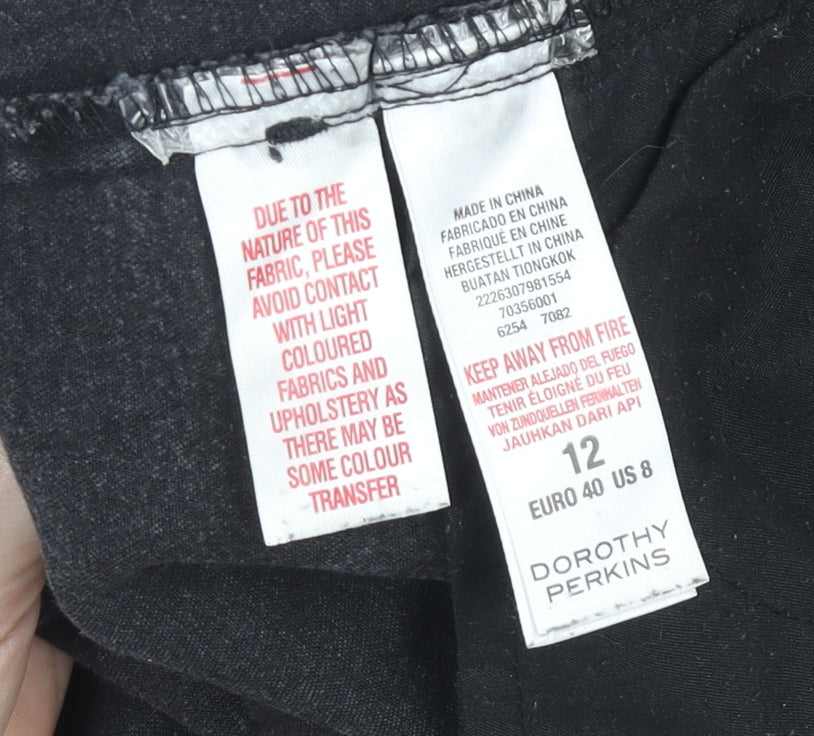 DUE TO THE
NATURE OF THIS
FABRIC, PLEASE
AVOID CONTACT
WITH LIGHT
COLOURED
FABRICS AND
UPHOLSTERY AS
THERE MAY BE
SOME COLOUR
TRANSFER
MADE IN CHINA
FABRICADO EN CHINA
FABRIQUÉ EN CHINE
HERGESTELLT IN CHINA
BUATAN TIONGKOK
2226307981554
70356001
6254 7082
KEEP AWAY FROM FIRE
MANTENER ALEJADO DEL FUEGO
TENIR ÉLOIGNÉ DU FEU
VON ZUNDQUELLEN FERNHALTEN
JAUHKAN DARI API
12
EURO 40 US 8
DOROTHY
PERKINS